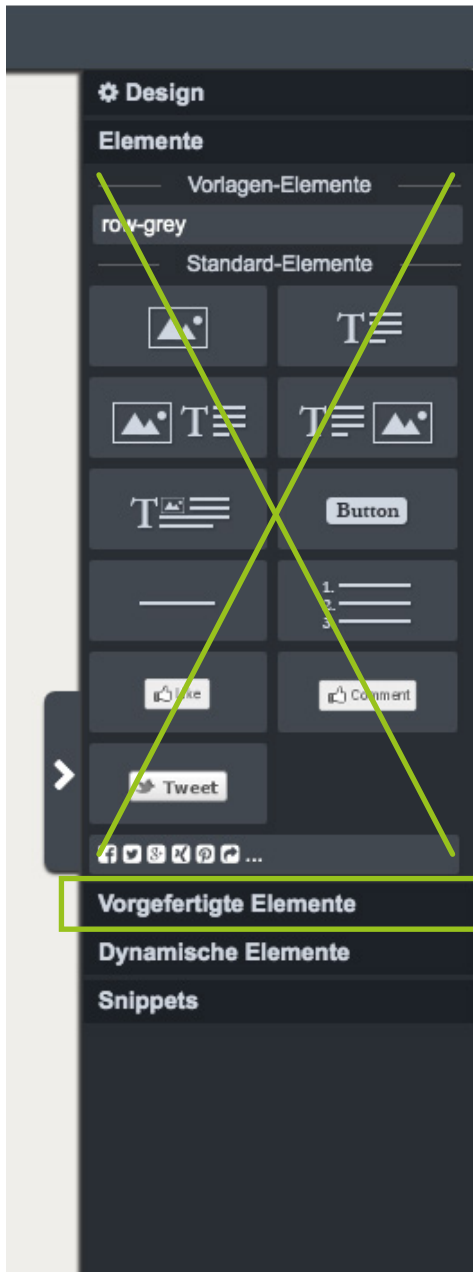 Design
Elemente
Vorlagen-Elemente
row-grey
Standard-Elemente
T
T
T
T
Button
1.
2.
3.
Like
Comment
Tweet
...
Vorgefertigte Elemente
Dynamische Elemente
Snippets